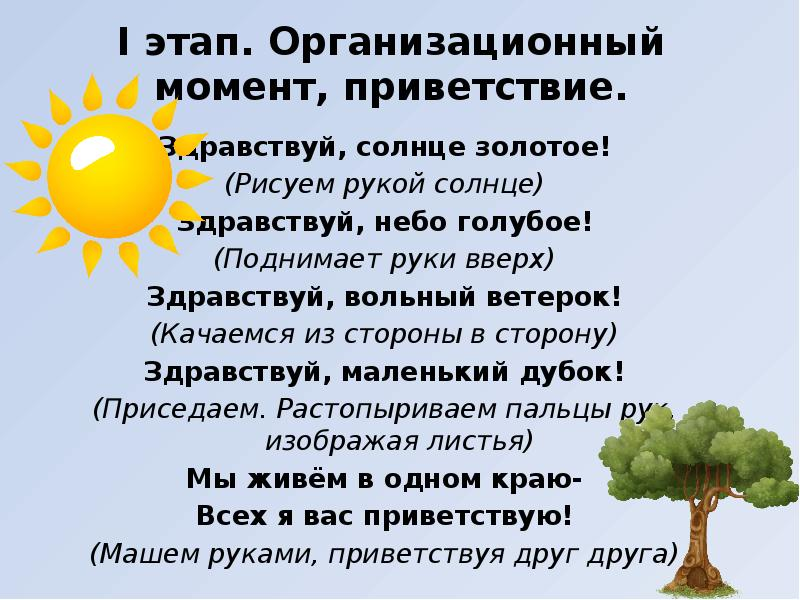 I этап. Организационный
момент, приветствие.
Здравствуй, солнце золотое!
(Рисуем рукой солнце)
Здравствуй, небо голубое!
(Поднимает руки вверх)
Здравствуй, вольный ветерок!
(Качаемся из стороны в сторону)
Здравствуй, маленький дубок!
(Приседаем. Растопыриваем пальцы рук,
изображая листья)
Мы живём в одном краю-
Всех я вас приветствую!
(Машем руками, приветствуя друг друга)